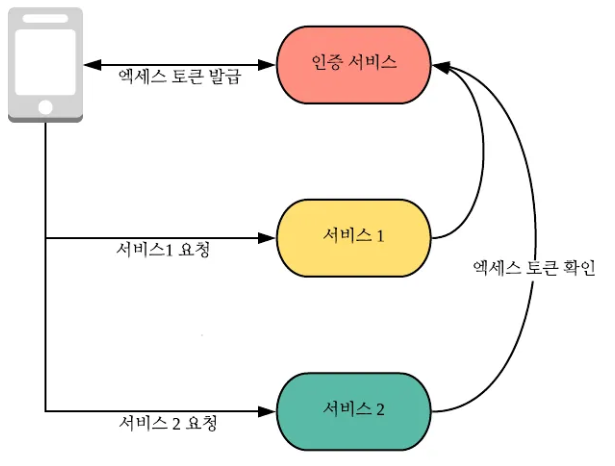 인증 서비스
엑세스 토큰 발급
서비스 1
서비스1 요청
엑세스 토큰 확인
서비스 2
서비스 2 요청